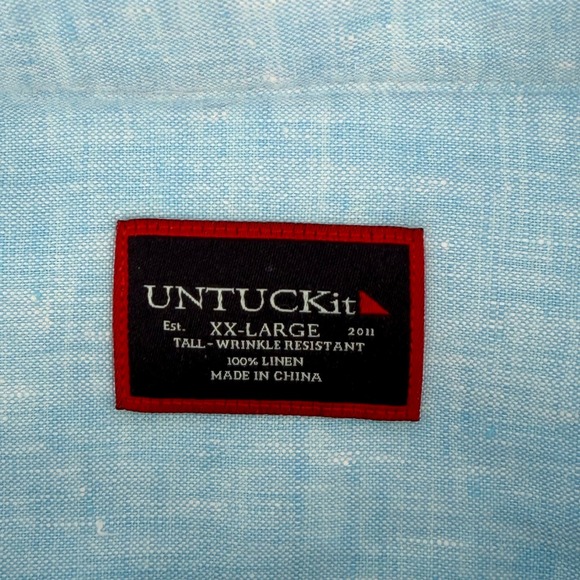 UNTUCKit
Est. XX-LARGE 2011
TALL - WRINKLE RESISTANT
100% LINEN
MADE IN CHINA